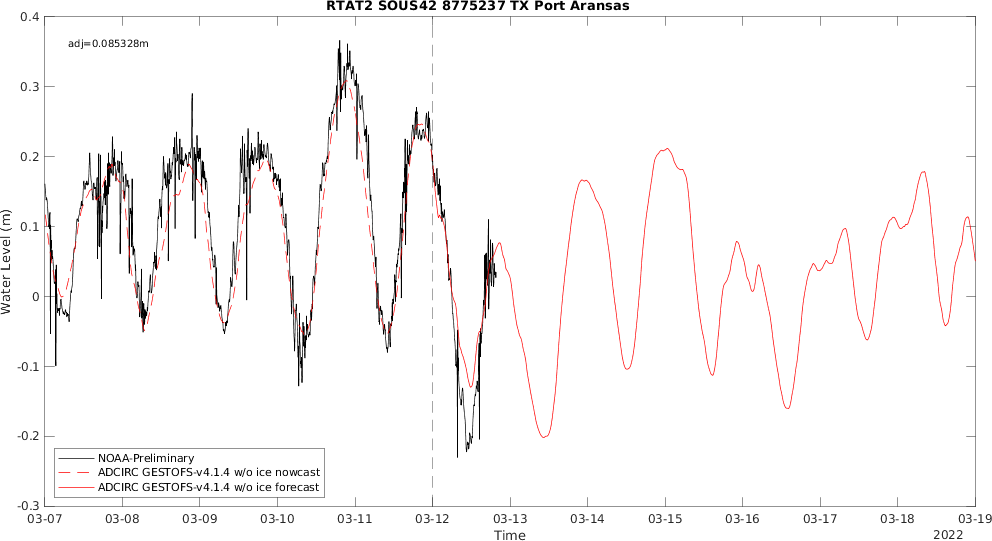 RTAT2 SOUS42 8775237 TX Port Aransas
adj=0.085328m
0.4
0.3
0.2
0.1
0
-0.1
-0.2
-0.3
Water Level (m)
NOAA-Preliminary
ADCIRC GESTOFS-v4.1.4 w/o ice nowcast
ADCIRC GESTOFS-v4.1.4 w/o ice forecast
03-07 03-08 03-09 03-10 03-11 03-12 03-13 03-14 03-15 03-16 03-17 03-18 03-19
Time
2022